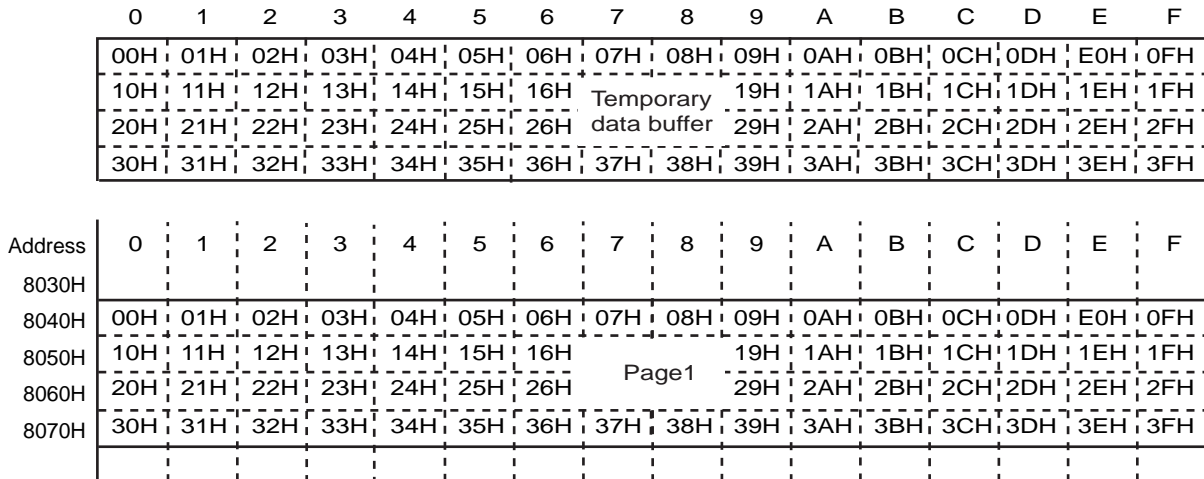 0 1 2 3 4 5 6 7 8 9 A B C D E F
00H 01H 02H 03H 04H 05H 06H 07H 08H 09H 0AH 0BH 0CH 0DH E0H 0FH
10H 11H 12H 13H 14H 15H 16H Temporary 19H 1AH 1BH 1CH 1DH 1EH 1FH
20H 21H 22H 23H 24H 25H 26H data buffer 29H 2AH 2BH 2CH 2DH 2EH 2FH
30H 31H 32H 33H 34H 35H 36H 37H 38H 39H 3AH 3BH 3CH 3DH 3EH 3FH
Address 0 1 2 3 4 5 6 7 8 9 A B C D E F
8030H
8040H 00H 01H 02H 03H 04H 05H 06H 07H 08H 09H 0AH 0BH 0CH 0DH E0H 0FH
8050H 10H 11H 12H 13H 14H 15H 16H 19H 1AH 1BH 1CH 1DH 1EH 1FH
Page1
8060H 20H 21H 22H 23H 24H 25H 26H 29H 2AH 2BH 2CH 2DH 2EH 2FH
8070H 30H 31H 32H 33H 34H 35H 36H 37H 38H 39H 3AH 3BH 3CH 3DH 3EH 3FH